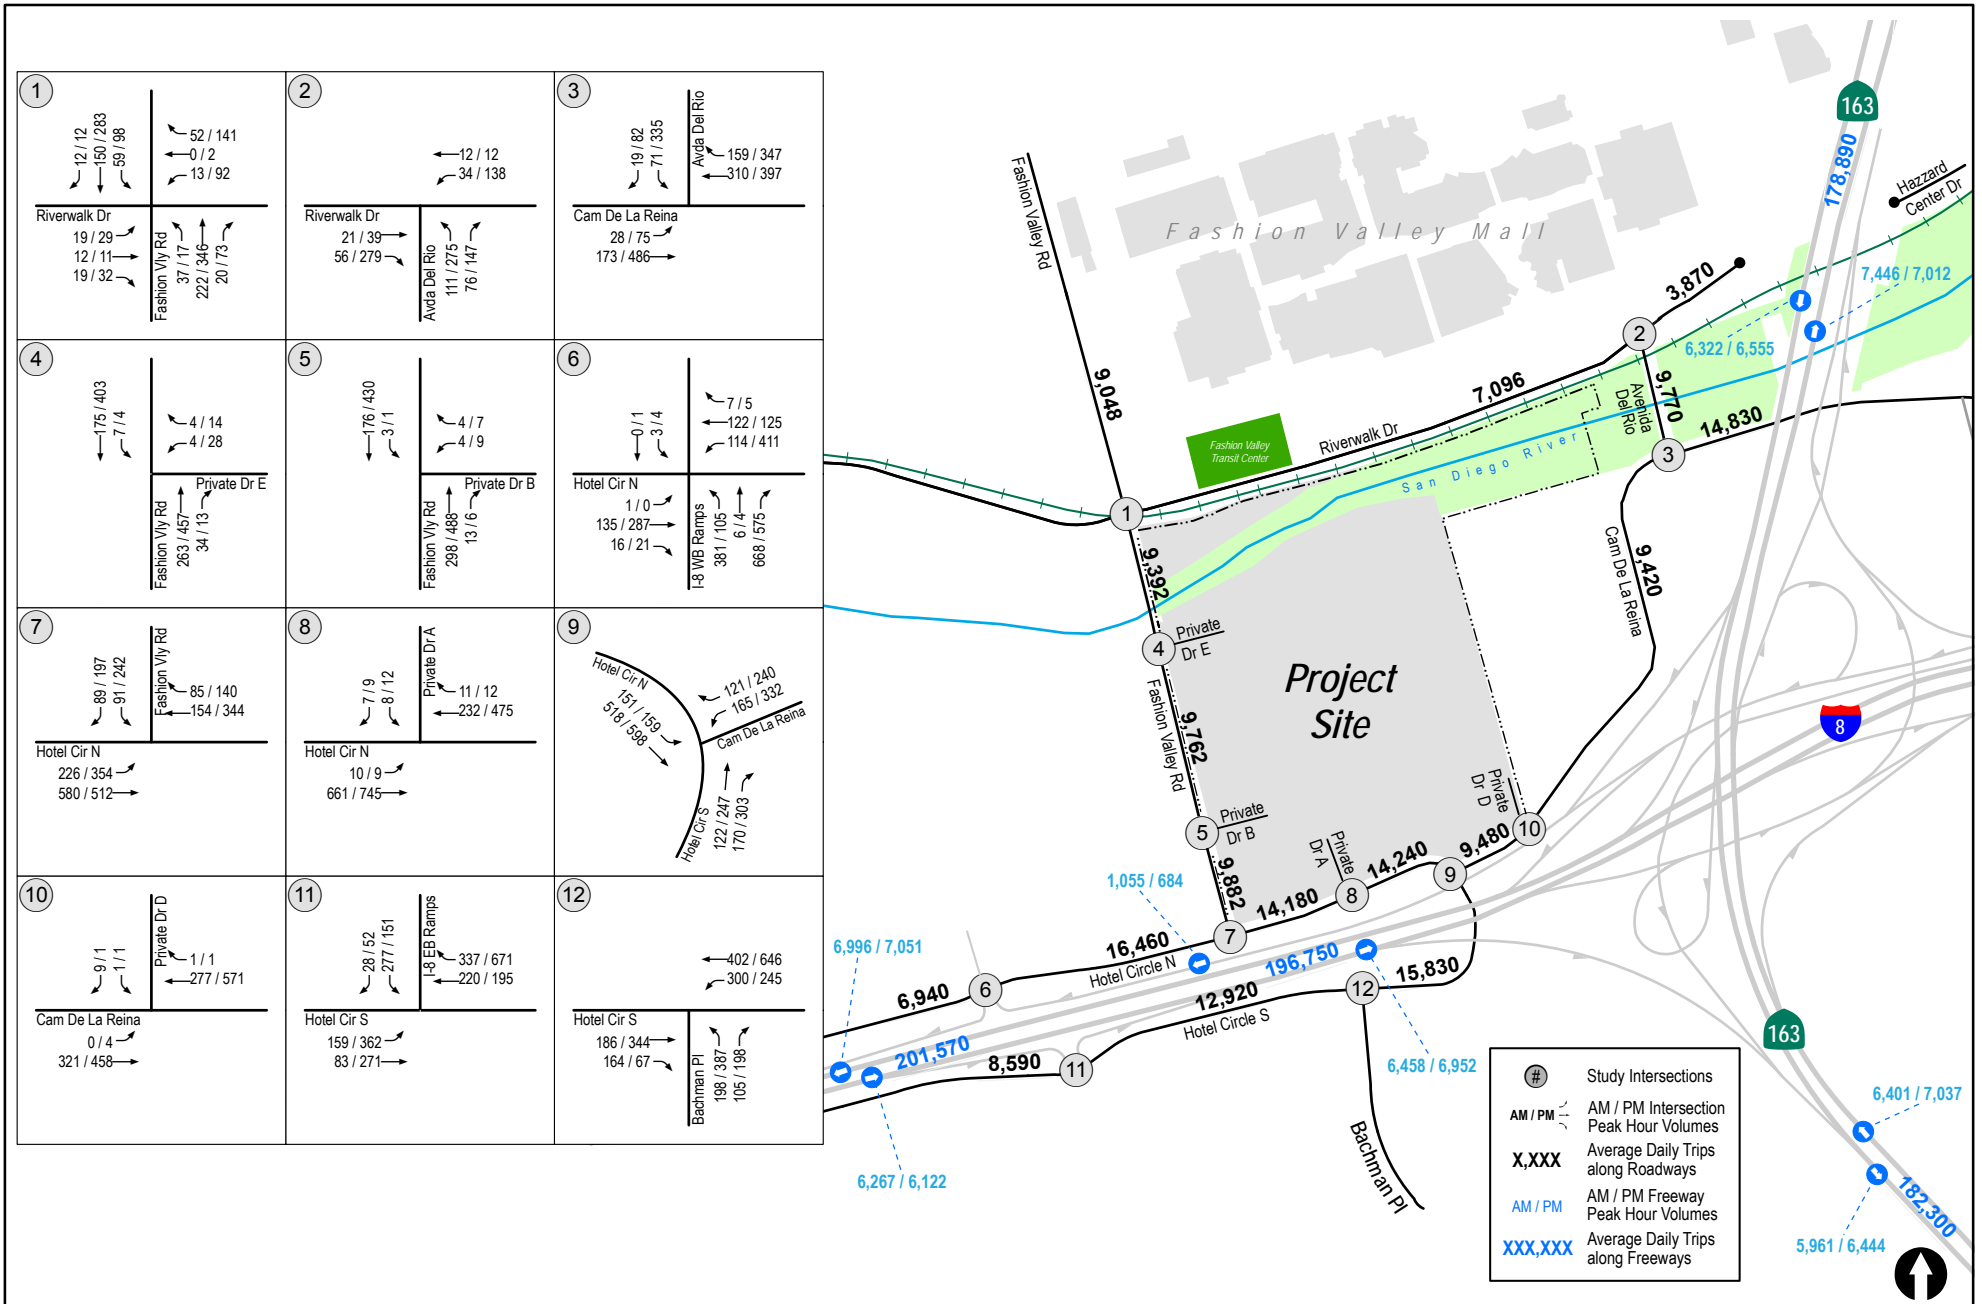 1
12 / 12
150 / 283
59 / 98
52 / 141
0 / 2
13 / 92
Riverwalk Dr
19 / 29
12 / 11
19 / 32
Fashion Vly Rd
37 / 17
222 / 346
20 / 73
2
12 / 12
34 / 138
Riverwalk Dr
21 / 39
56 / 279
Avda Del Rio
111 / 275
76 / 147
3
19 / 82
71 / 335
Avda Del Rio
159 / 347
310 / 397
Cam De La Reina
28 / 75
173 / 486
4
175 / 403
7 / 4
4 / 14
4 / 28
Private Dr E
Fashion Vly Rd
263 / 457
34 / 13
5
176 / 430
3 / 1
4 / 7
4 / 9
Private Dr B
Fashion Vly Rd
298 / 488
13 / 6
6
0 / 1
3 / 4
7 / 5
122 / 125
114 / 411
Hotel Cir N
1 / 0
135 / 287
16 / 21
I-8 WB Ramps
381 / 105
6 / 4
668 / 575
7
89 / 197
91 / 242
Fashion Vly Rd
85 / 140
154 / 344
Hotel Cir N
226 / 354
580 / 512
8
7 / 9
8 / 12
Private Dr A
11 / 12
232 / 475
Hotel Cir N
10 / 9
661 / 745
9
Hotel Cir N
151 / 159
518 / 598
121 / 240
165 / 332
Cam De La Reina
Hotel Cir S
122 / 247
170 / 303
10
9 / 1
1 / 1
Private Dr D
1 / 1
277 / 571
Cam De La Reina
0 / 4
321 / 458
11
28 / 52
277 / 151
I-8 EB Ramps
337 / 671
220 / 195
Hotel Cir S
159 / 362
83 / 271
12
402 / 646
300 / 245
Hotel Cir S
186 / 344
164 / 67
Bachman Pl
198 / 387
105 / 198
163
178,890
Hazzard
Center Dr
Fashion Valley Rd
Fashion Valley Mall
7,446 / 7,012
3,870
2
6,322 / 6,555
9,048
7,096
Avenida
Del Rio
9,770
14,830
Fashion Valley
Transit Center
Riverwalk Dr
San Diego River
3
1
9,392
Cam De La Reina
9,420
4
Private
Dr E
Project
Site
Fashion Valley Rd
9,762
8
5
Private
Dr B
Private
Dr D
10
Private
Dr A
9,480
14,240
9
9,882
1,055 / 684
14,180
8
7
6,996 / 7,051
16,460
Hotel Circle N
196,750
6
6,940
15,830
12
12,920
Hotel Circle S
201,570
8,590
11
6,458 / 6,952
163
6,267 / 6,122
Bachman Pl
6,401 / 7,037
182,300
5,961 / 6,444
# Study Intersections
AM / PM AM / PM Intersection
Peak Hour Volumes
X,XXX Average Daily Trips
along Roadways
AM / PM AM / PM Freeway
Peak Hour Volumes
XXX,XXX Average Daily Trips
along Freeways